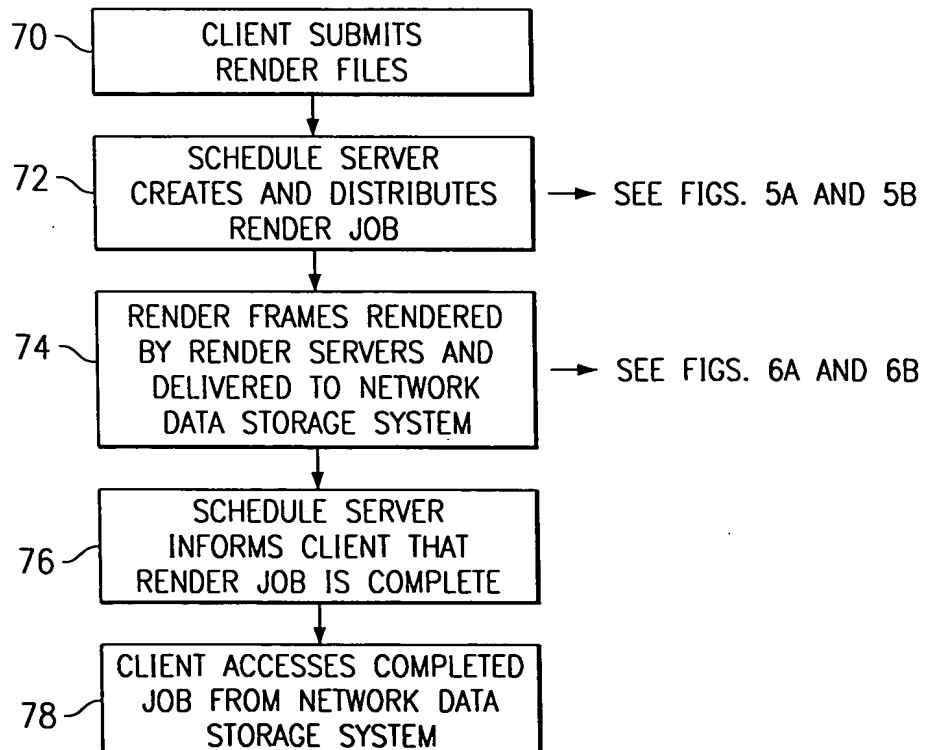 70
CLIENT SUBMITS
RENDER FILES
72
SCHEDULE SERVER
CREATES AND DISTRIBUTES
RENDER JOB
SEE FIGS. 5A AND 5B
74
RENDER FRAMES RENDERED
BY RENDER SERVERS AND
DELIVERED TO NETWORK
DATA STORAGE SYSTEM
SEE FIGS. 6A AND 6B
76
SCHEDULE SERVER
INFORMS CLIENT THAT
RENDER JOB IS COMPLETE
78
CLIENT ACCESSES COMPLETED
JOB FROM NETWORK DATA
STORAGE SYSTEM